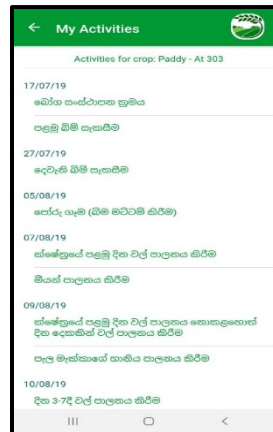 My Activities
Activities for crop: Paddy - At 303
17/07/19
බෝග සංස්ථාපන ක්‍රමය
පළමු බිම් සැකසීම
27/07/19
දෙවැනි බිම් සැකසීම
05/08/19
පෝරු ගෑම (බිම මට්ටම් කිරීම)
07/08/19
ක්ෂේත්‍රයේ පළමු දින වල් පාලනය කිරීම
මීයන් පාලනය කිරීම
09/08/19
ක්ෂේත්‍රයේ පළමු දින වල් පාලනය නොකළහොත්
දින දෙකකින් වල් පාලනය කිරීම
පැල මැක්කාගේ හානිය පාලනය කිරීම
10/08/19
දින 3-7දී වල් පාලනය කිරීම